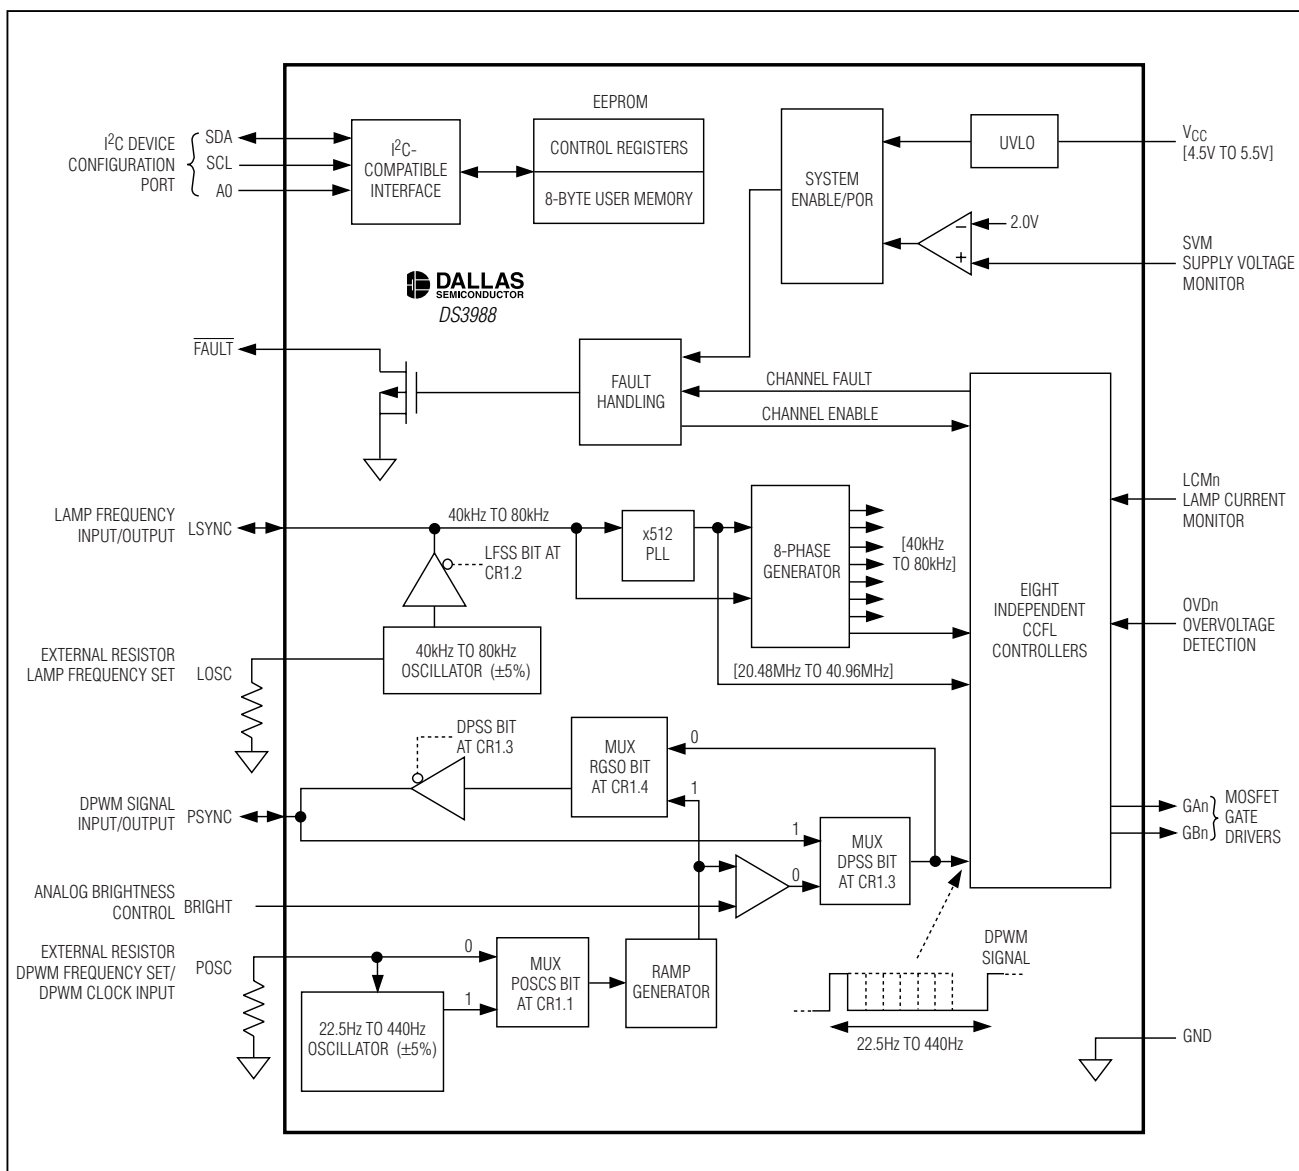 EEPROM
I²C DEVICE
CONFIGURATION
PORT
SDA
SCL
A0
I²C-
COMPATIBLE
INTERFACE
CONTROL REGISTERS
8-BYTE USER MEMORY
SYSTEM
ENABLE/POR
UVLO
VCC
[4.5V TO 5.5V]
2.0V
–
+
SVM
SUPPLY VOLTAGE
MONITOR
DALLAS
SEMICONDUCTOR
DS3988
FAULT
FAULT
HANDLING
CHANNEL FAULT
CHANNEL ENABLE
LAMP FREQUENCY
INPUT/OUTPUT
LSYNC
40kHz TO 80kHz
LFSS BIT AT
CR1.2
x512
PLL
8-PHASE
GENERATOR
[40kHz
TO 80kHz]
EIGHT
INDEPENDENT
CCFL
CONTROLLERS
LCMn
LAMP CURRENT
MONITOR
OVDn
OVERVOLTAGE
DETECTION
EXTERNAL RESISTOR
LAMP FREQUENCY SET
LOSC
40kHz TO 80kHz
OSCILLATOR (±5%)
[20.48MHz TO 40.96MHz]
DPSS BIT
AT CR1.3
MUX
RGSO BIT
AT CR1.4
0
1
DPWM SIGNAL
INPUT/OUTPUT
PSYNC
1
0
MUX
DPSS BIT
AT CR1.3
GAn
GBn
MOSFET
GATE
DRIVERS
ANALOG BRIGHTNESS
CONTROL
BRIGHT
EXTERNAL RESISTOR
DPWM FREQUENCY SET/
DPWM CLOCK INPUT
POSC
0
1
MUX
POSCS BIT
AT CR1.1
RAMP
GENERATOR
22.5Hz TO 440Hz
OSCILLATOR (±5%)
DPWM
SIGNAL
22.5Hz TO 440Hz
GND